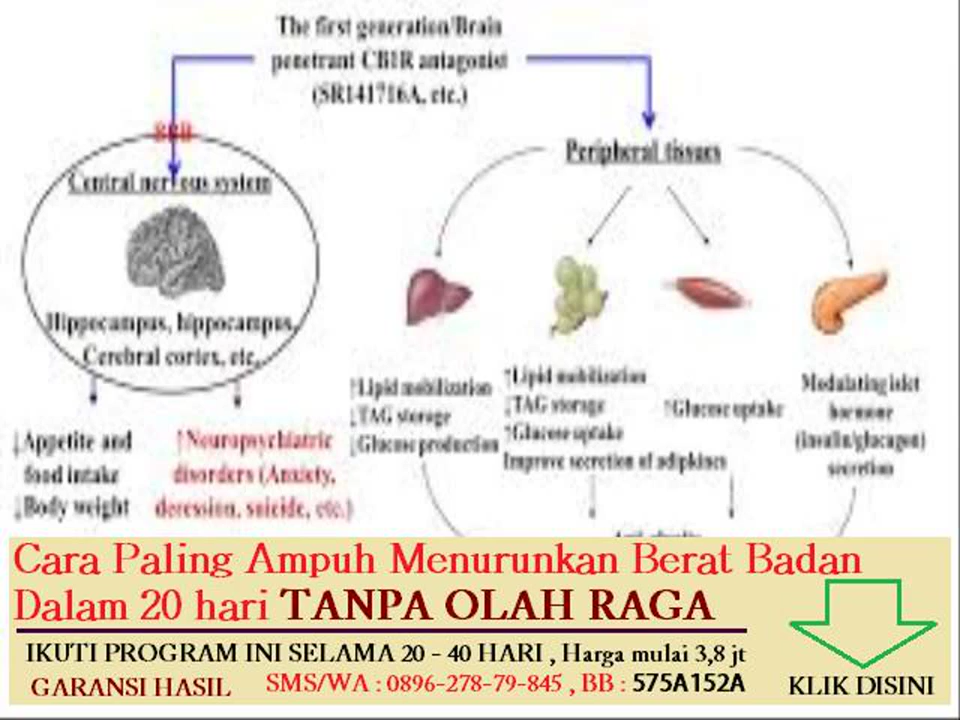 The first generation/Brain
penetrant CB1R antagonist
(SR141716A, etc.)
BBB
Central nervous system
Peripheral tissues
Hippocampus, hippocampus,
Cerebral cortex, etc.
↓Appetite and
food intake
↓Body weight
↑Neuropsychiatric
disorders (Anxiety,
deression, suicide, etc.)
↑Lipid mobilization
↓TAG storage
↓Glucose production
↑Lipid mobilization
↓TAG storage
↑Glucose uptake
Improve secretion of adipkines
↑Glucose uptake
Modulating islet
hormone
(insulin/glucagon)
secretion
Cara Paling Ampuh Menurunkan Berat Badan
Dalam 20 hari TANPA OLAH RAGA
IKUTI PROGRAM INI SELAMA 20 - 40 HARI , Harga mulai 3,8 jt
GARANSI HASIL SMS/WA : 0896-278-79-845 , BB : 575A152A
KLIK DISINI